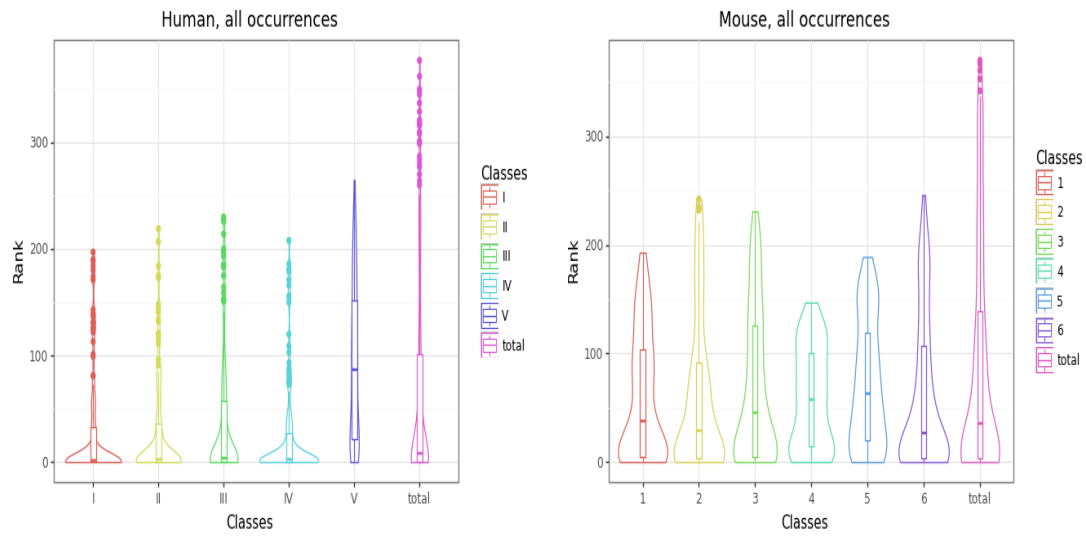 Human, all occurrences
Rank
300
200
100
0
I
II
III
IV
V
total
Classes
Classes
I
II
III
IV
V
total
Mouse, all occurrences
Rank
300
200
100
0
1
2
3
4
5
6
total
Classes
Classes
1
2
3
4
5
6
total